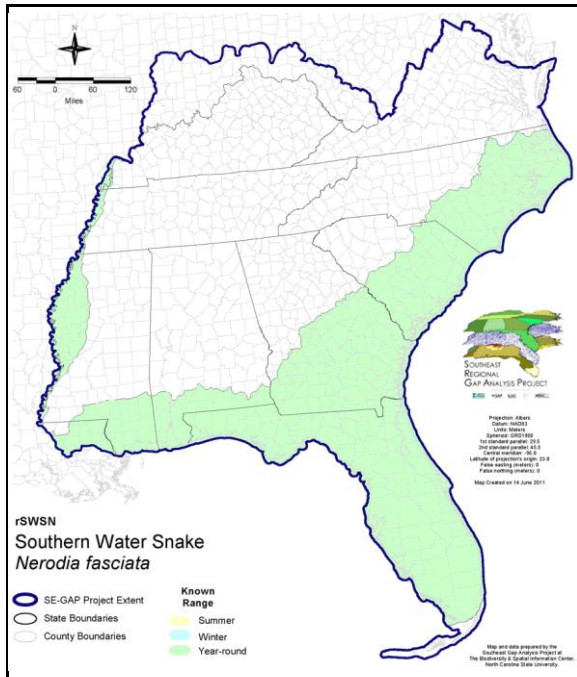 N
60 0 60 120
Miles
SOUTHEAST
REGIONAL
GAP ANALYSIS PROJECT
Projection: Albers
Datum: NAD83
Units: Meters
Spheroid: GRS1980
1st standard parallel: 29.5
2nd standard parallel: 45.5
Central meridian: -96.0
Latitude of projection's origin: 23.0
False easting (meters): 0
False northing (meters): 0
Map Created on 14 June 2011
rSWSN
Southern Water Snake
Nerodia fasciata
SE-GAP Project Extent
State Boundaries
County Boundaries
Known
Range
Summer
Winter
Year-round
Map and data prepared by the
Southeast Gap Analysis Project at
The Biodiversity & Spatial Information Center,
North Carolina State University.